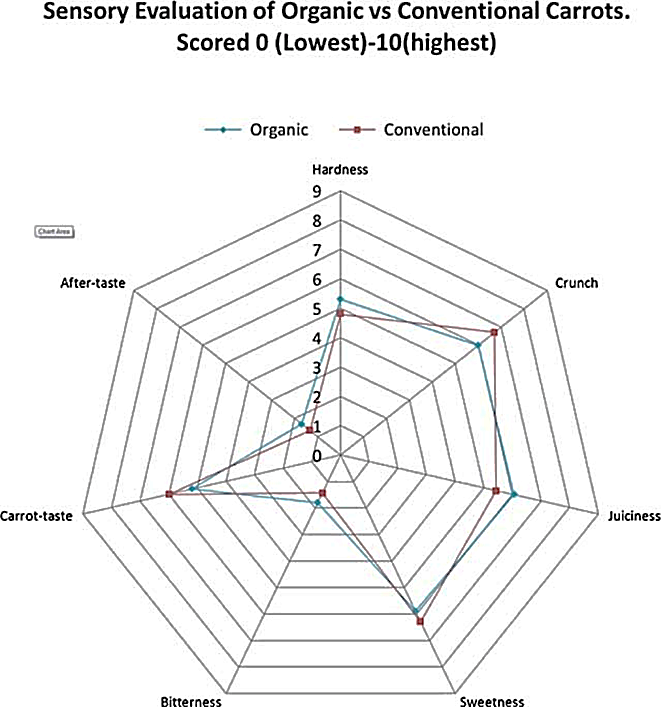 Sensory Evaluation of Organic vs Conventional Carrots.
Scored 0 (Lowest)-10(highest)
Organic Conventional
Hardness
9
8
Chart Area
7
After-taste
Crunch
6
5
4
3
2
1
0
Carrot-taste
Juiciness
Bitterness
Sweetness